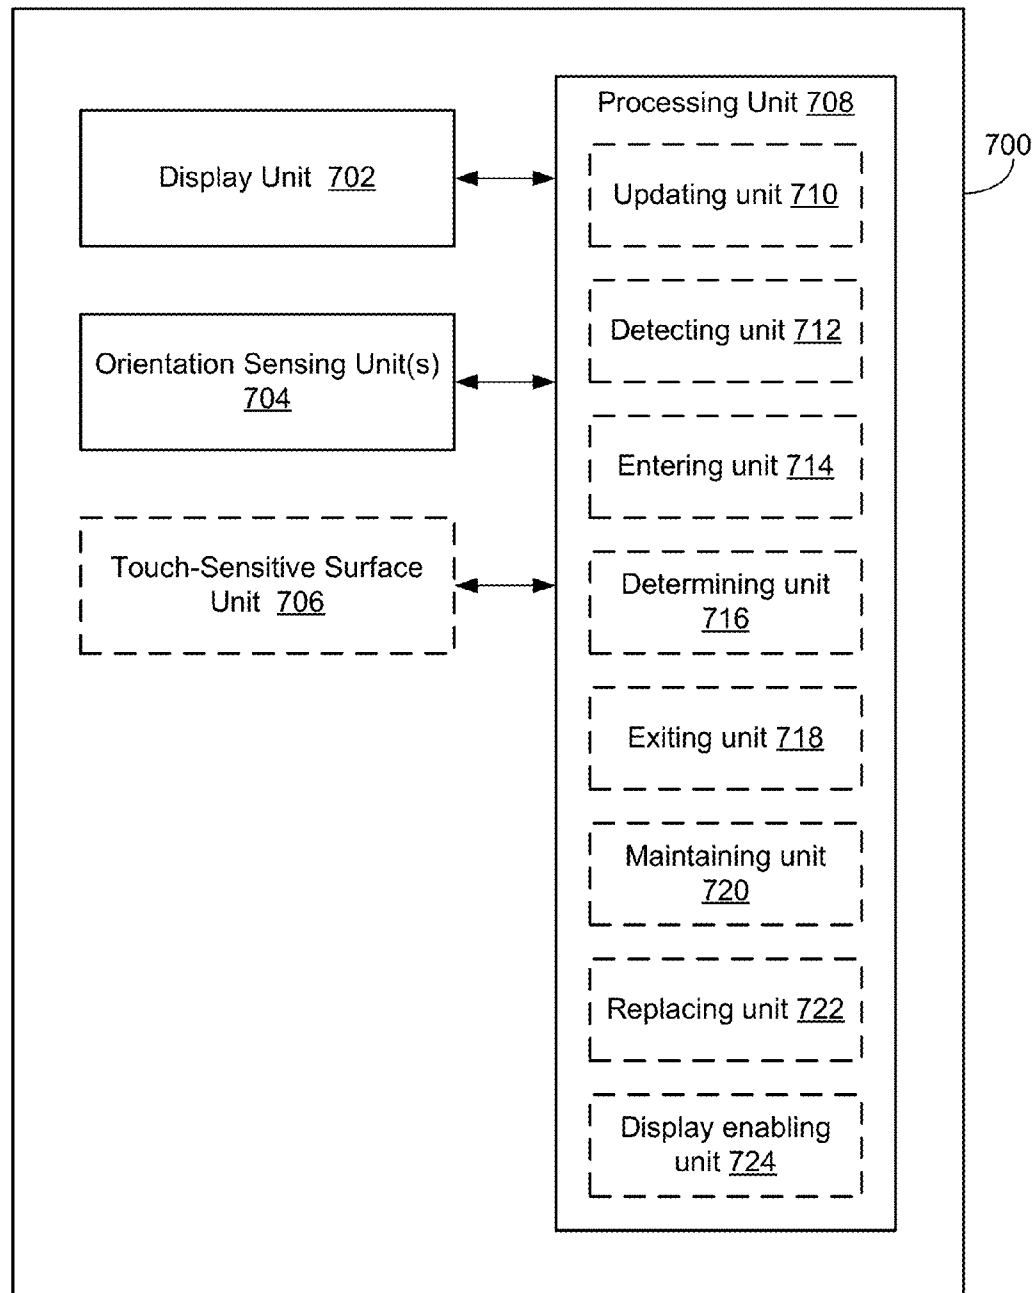 Processing Unit 708
700
Display Unit 702
Updating unit 710
Detecting unit 712
Orientation Sensing Unit(s)
704
Entering unit 714
Touch-Sensitive Surface
Unit 706
Determining unit
716
Exiting unit 718
Maintaining unit
720
Replacing unit 722
Display enabling
unit 724